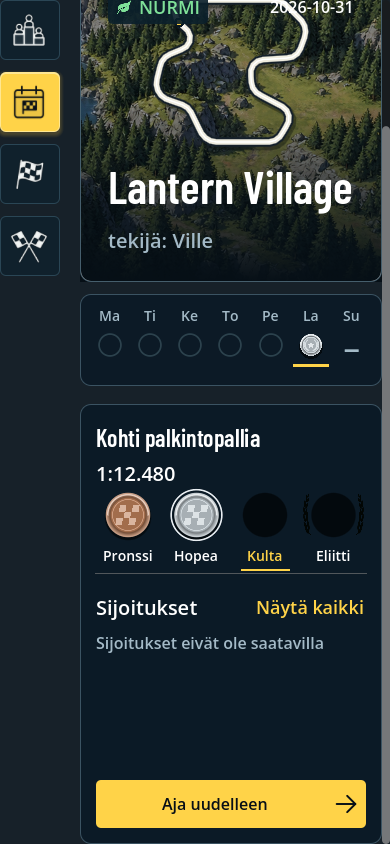 NURMI
2026-10-31
Lantern Village
tekijä: Ville
Ma Ti Ke To Pe La Su
Kohti palkintopallia
1:12.480
Pronssi Hopea Kulta Eliitti
Sijoitukset Näytä kaikki
Sijoitukset eivät ole saatavilla
Aja uudelleen